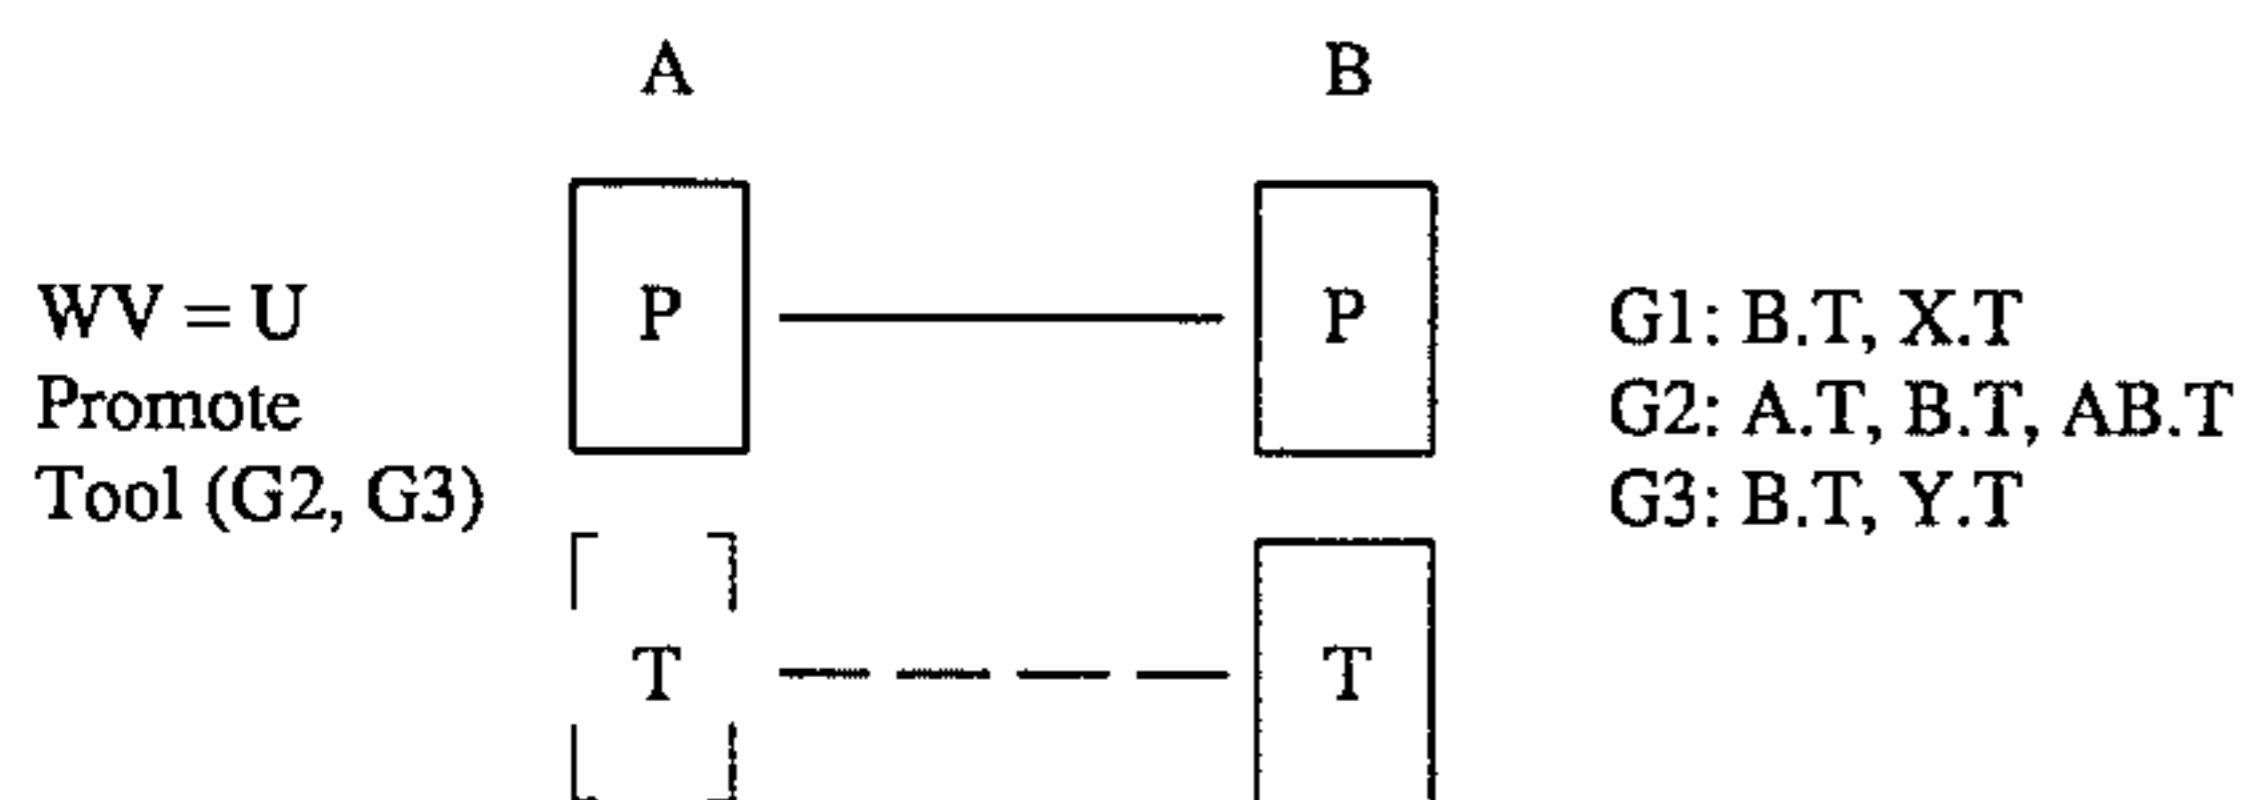 A B
WV = U
Promote
Tool (G2, G3)
P P
G1: B.T, X.T
G2: A.T, B.T, AB.T
G3: B.T, Y.T
T T